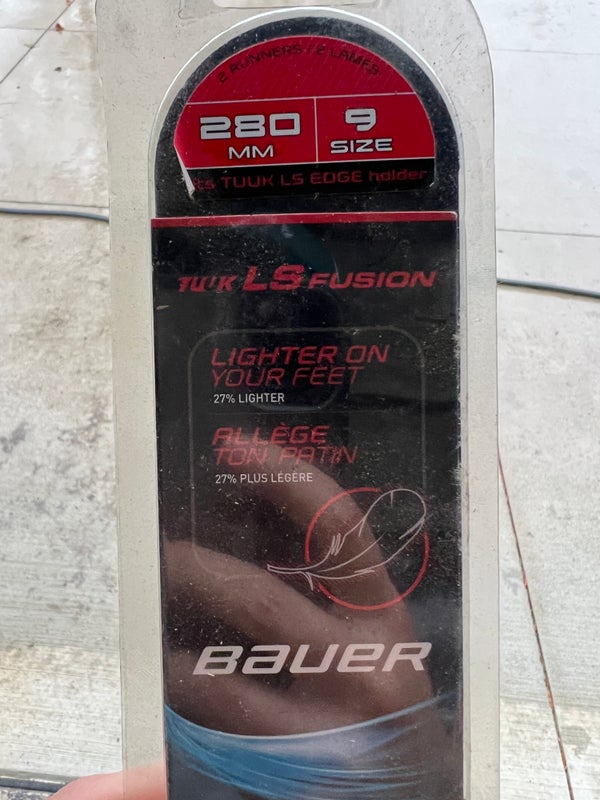 2 RUNNERS / 2 LAMES
280 MM
9 SIZE
ts TUUK LS EDGE holder
TUUK LS FUSION
LIGHTER ON
YOUR FEET
27% LIGHTER
ALLÈGE
TON PATIN
27% PLUS LÉGÈRE
BAUER